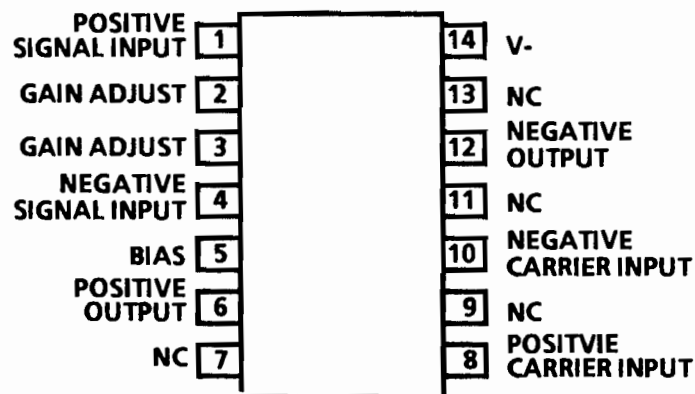 POSITIVE
SIGNAL INPUT 1
GAIN ADJUST 2
GAIN ADJUST 3
NEGATIVE
SIGNAL INPUT 4
BIAS 5
POSITIVE
OUTPUT 6
NC 7
14 V-
13 NC
NEGATIVE
12 OUTPUT
11 NC
NEGATIVE
10 CARRIER INPUT
9 NC
POSITVIE
8 CARRIER INPUT